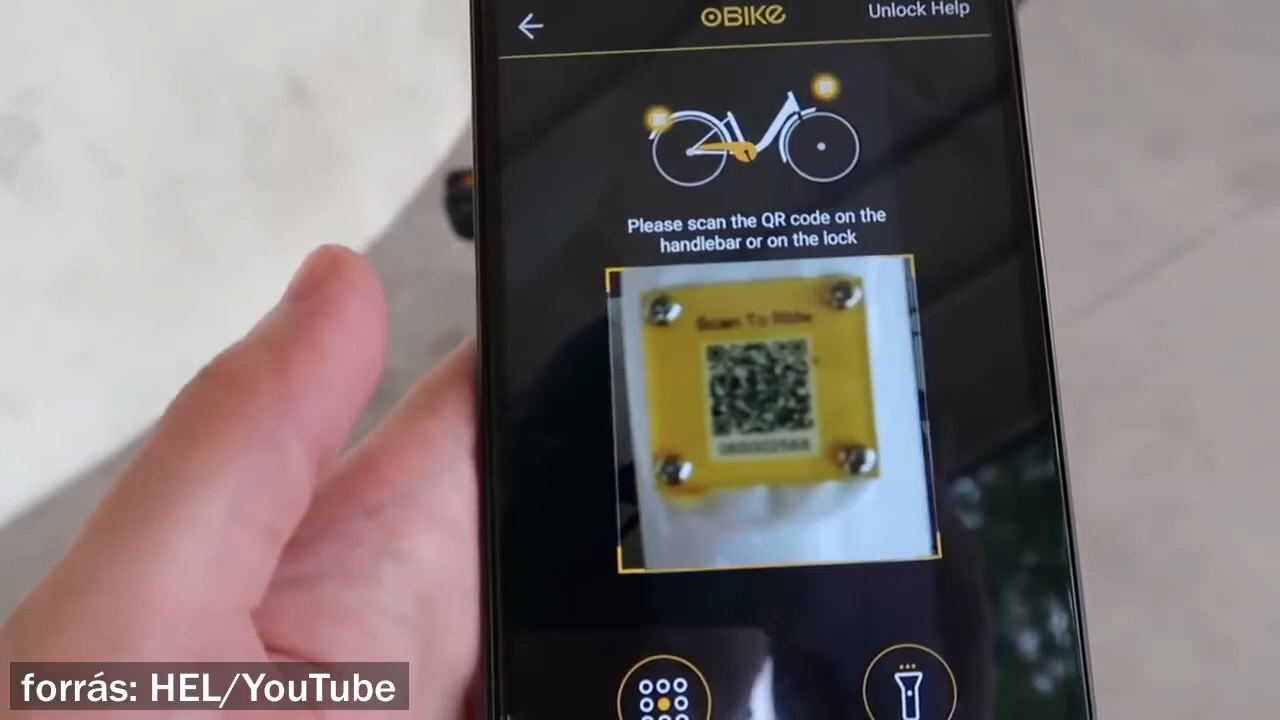 OBIKE
Unlock Help
Please scan the QR code on the
handlebar or on the lock
Scan To Ride
forrás: HEL/YouTube